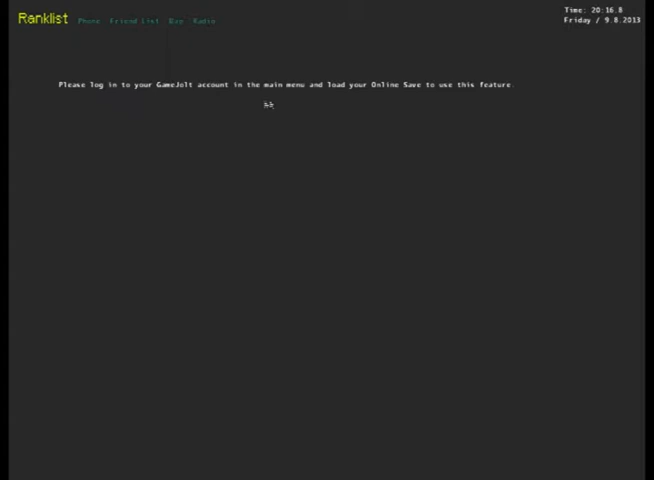 Ranklist Phone Friend List Map Radio
Time: 20:16.8
Friday / 9.8.2013
Please log in to your GameJolt account in the main menu and load your Online Save to use this feature.